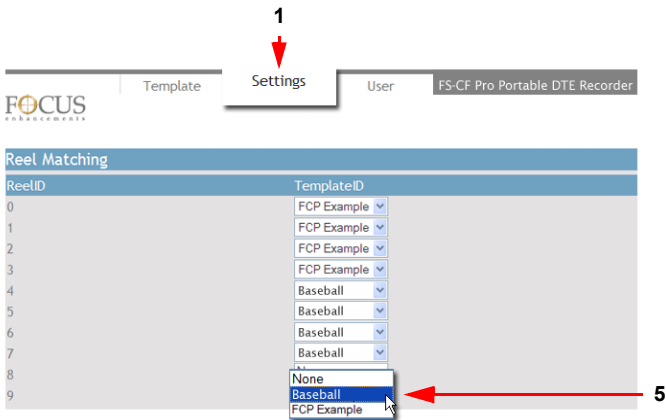 1
Template Settings User FS-CF Pro Portable DTE Recorder
FOCUS
enhancements
Reel Matching
ReelID TemplateID
0 FCP Example
1 FCP Example
2 FCP Example
3 FCP Example
4 Baseball
5 Baseball
6 Baseball
7 Baseball
8
None
9 Baseball 5
FCP Example